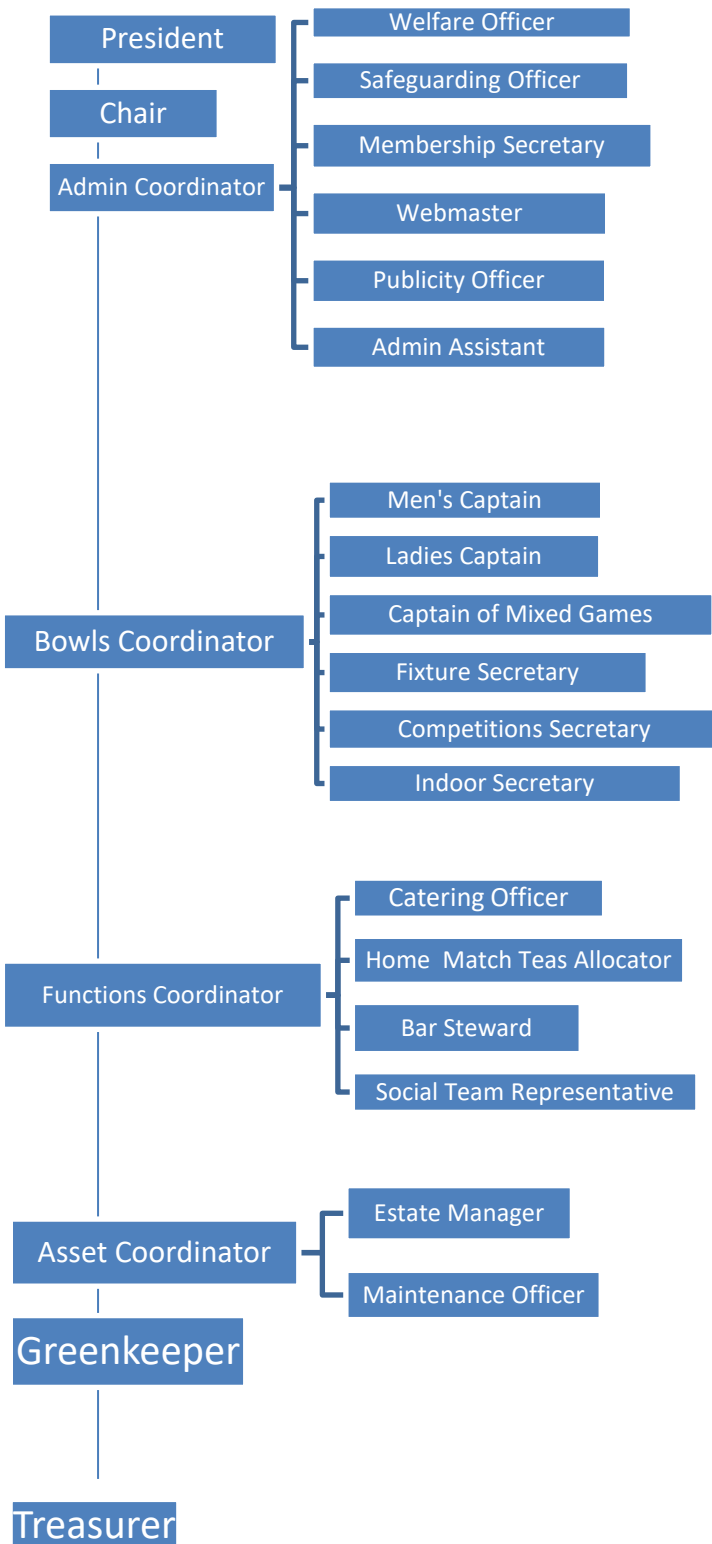 President
Chair
Admin Coordinator
Welfare Officer
Safeguarding Officer
Membership Secretary
Webmaster
Publicity Officer
Admin Assistant
Bowls Coordinator
Men's Captain
Ladies Captain
Captain of Mixed Games
Fixture Secretary
Competitions Secretary
Indoor Secretary
Functions Coordinator
Catering Officer
Home  Match Teas Allocator
Bar Steward
Social Team Representative
Asset Coordinator
Estate Manager
Maintenance Officer
Greenkeeper
Treasurer